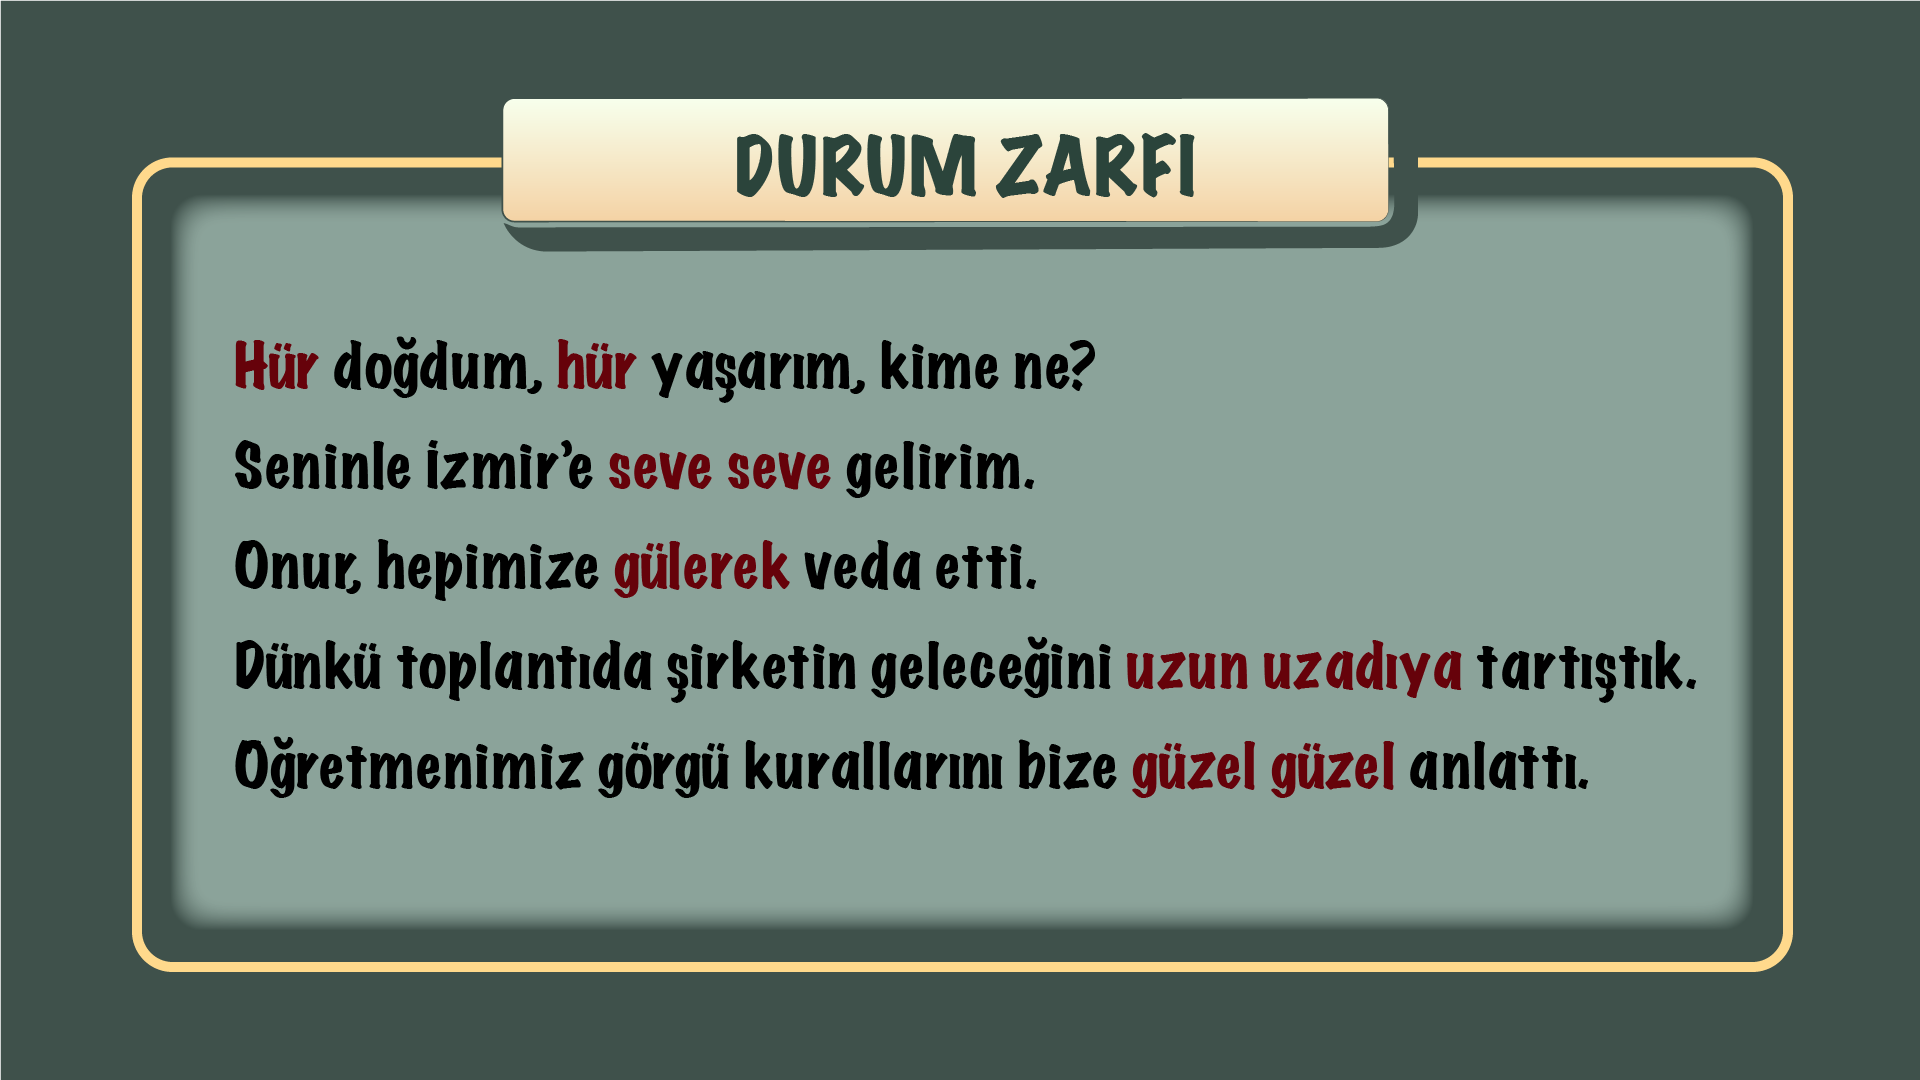 DURUM ZARFI
Hür doğdum, hür yaşarım, kime ne?
Seninle İzmir’e seve seve gelirim.
Onur, hepimize gülerek veda etti.
Dünkü toplantıda şirketin geleceğini uzun uzadıya tartıştık.
Öğretmenimiz görgü kurallarını bize güzel güzel anlattı.